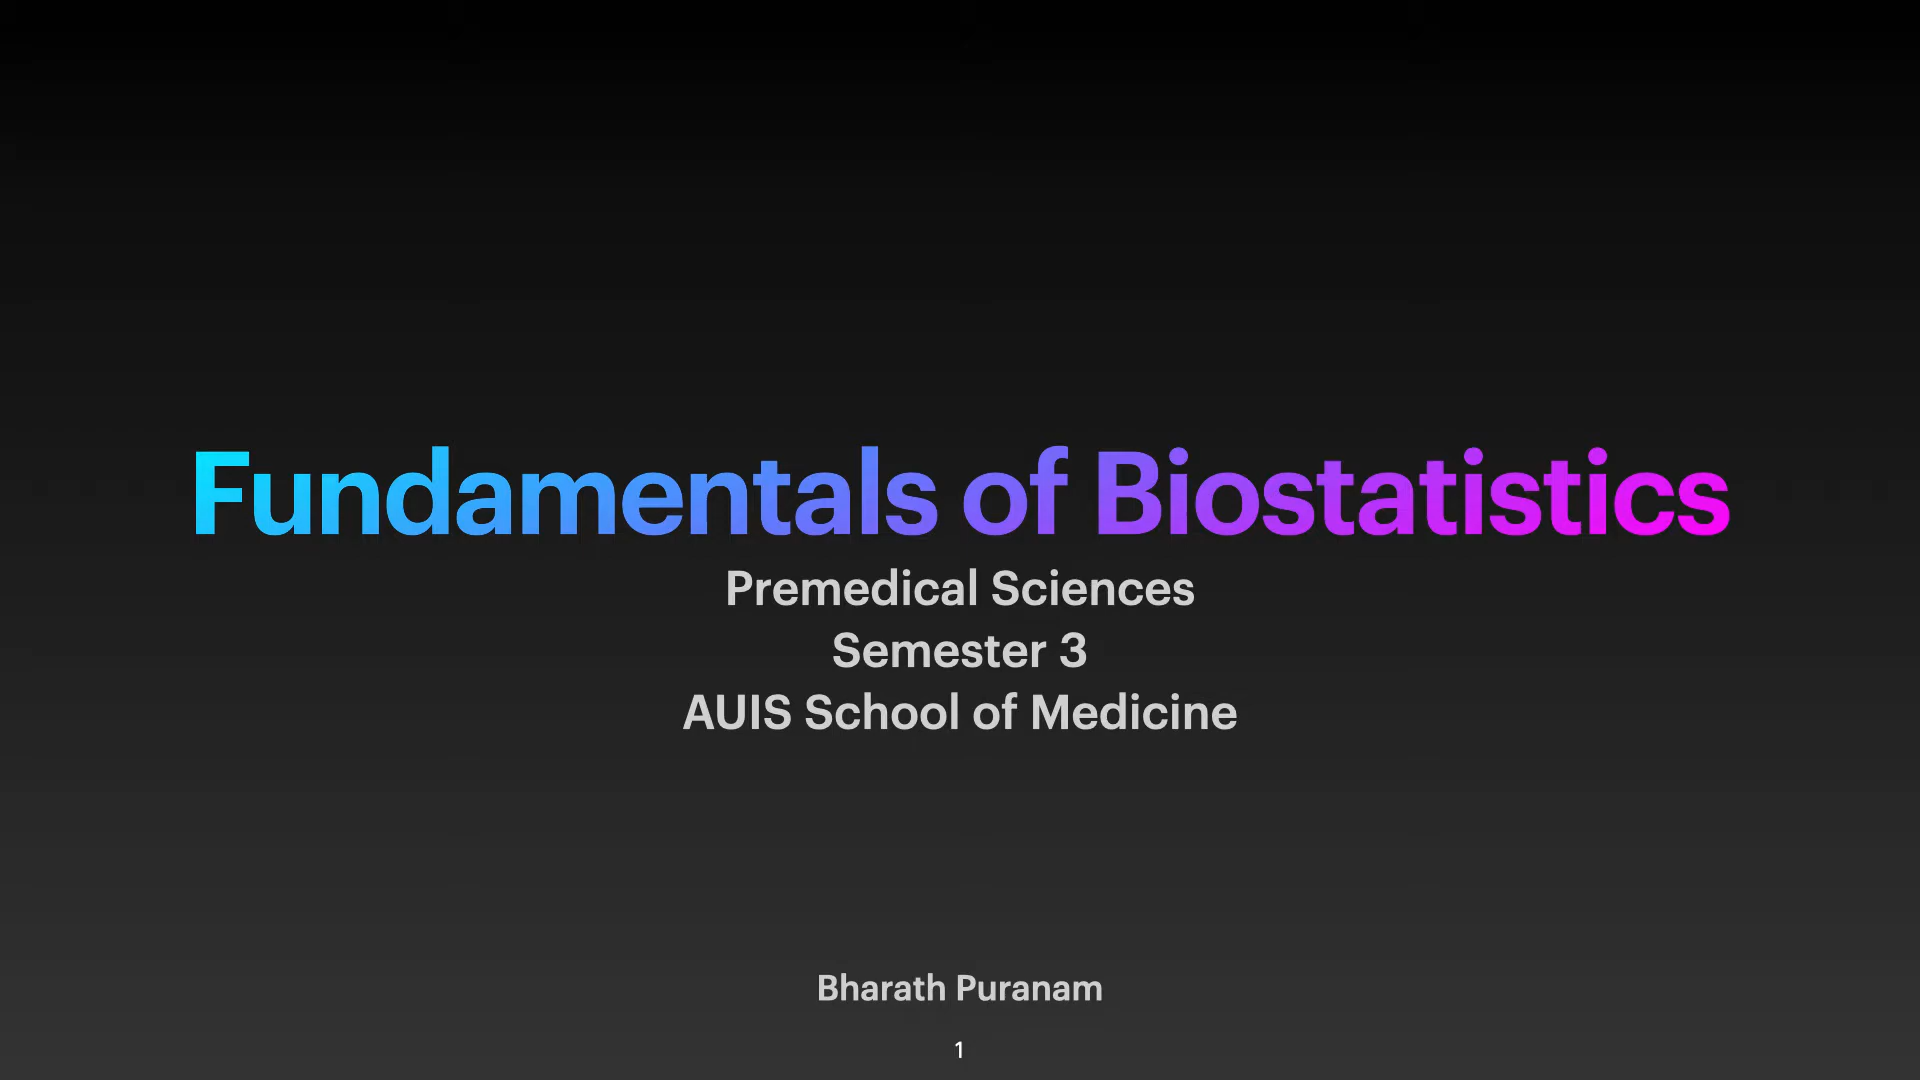 Fundamentals of Biostatistics
Premedical Sciences
Semester 3
AUIS School of Medicine
Bharath Puranam
1